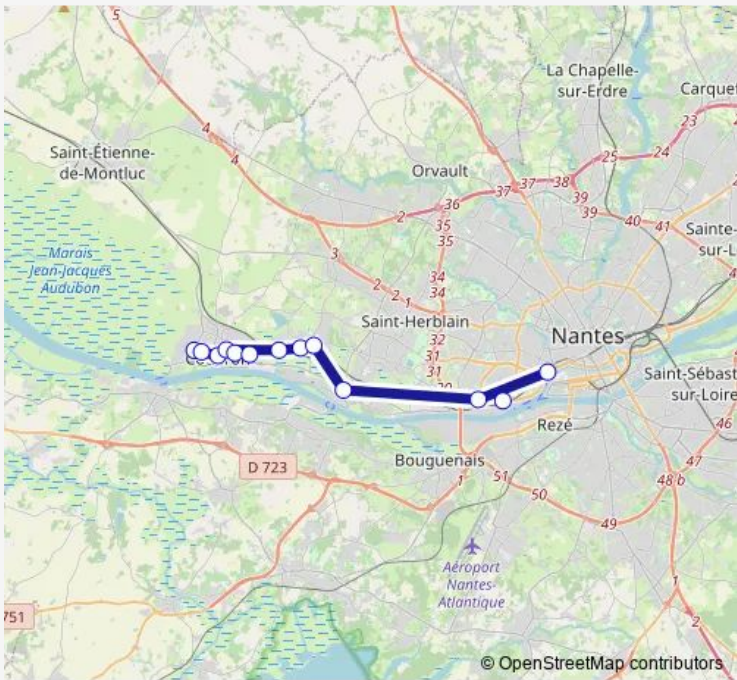 5
La Chapelle-
sur-Erdre
Carquef
23
4
24
25
Saint-Étienne-
de-Montluc
4
Orvault
37
37
38
36
39
39
2
35
40
41
35
Sainte-
sur-L
3
Marais
Jean-Jacques
Audubon
34
2
2
1
34
Saint-Herblain
32
Nantes
31
31
Saint-Sébast
sur-Loire
Rezé
46
Bouguenais
47
D 723
1
51
48 b
50
49
Aéroport
Nantes-
Atlantique
1
751
2
© OpenStreetMap contributors